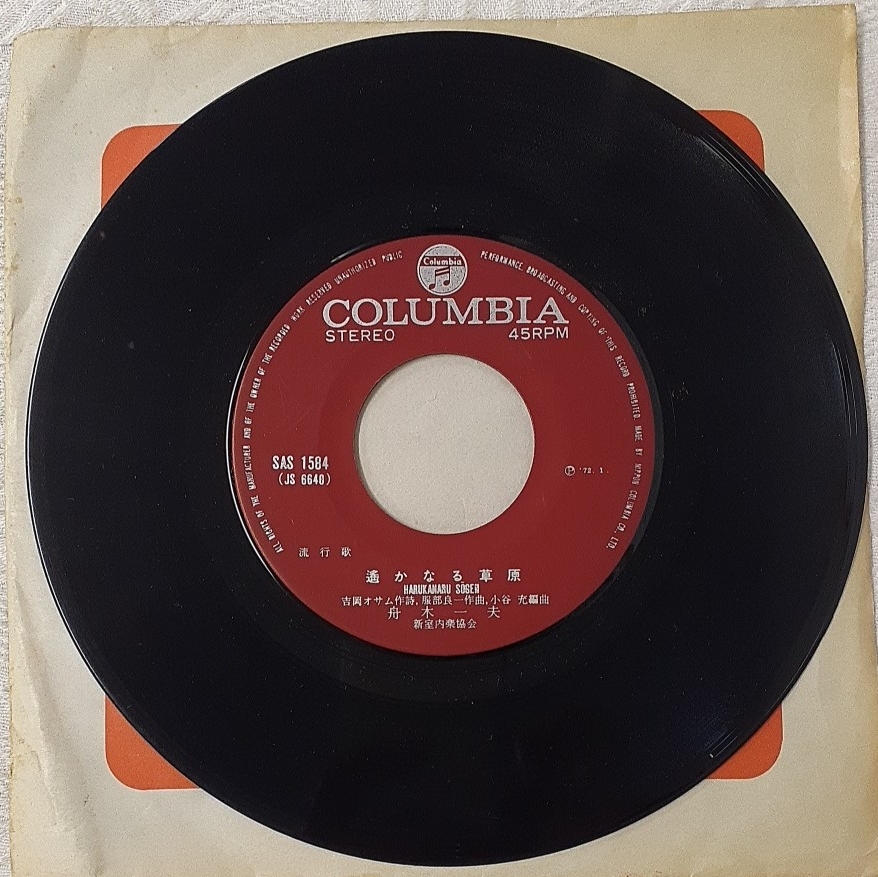 Columbia
COLUMBIA
STEREO 45RPM
ALL RIGHTS OF THE MANUFACTURER AND OF THE OWNER OF THE RECORDED WORK RESERVED UNAUTHORIZED PUBLIC PERFORMANCE. BROADCASTING AND COPYING OF THIS RECORD PROHIBITED. MADE BY NIPPON COLUMBIA CO., LTD.
SAS 1584
(JS 6640)
Ⓟ '72. 1.
流行歌
遙かなる草原
HARUKANARU SŌGEN
吉岡オサム作詩, 服部良一作曲, 小谷 充編曲
舟木一夫
新室内楽協会